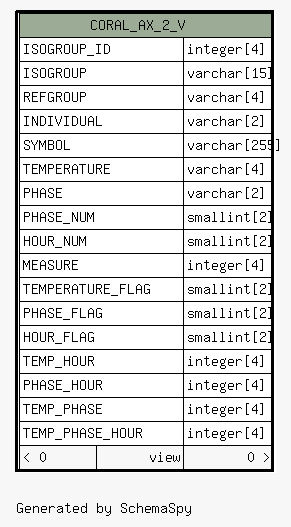 CORAL_AX_2_V
ISOGROUP_ID integer[4]
ISOGROUP varchar[15]
REFGROUP varchar[4]
INDIVIDUAL varchar[2]
SYMBOL varchar[255]
TEMPERATURE varchar[4]
PHASE varchar[2]
PHASE_NUM smallint[2]
HOUR_NUM smallint[2]
MEASURE integer[4]
TEMPERATURE_FLAG smallint[2]
PHASE_FLAG smallint[2]
HOUR_FLAG smallint[2]
TEMP_HOUR integer[4]
PHASE_HOUR integer[4]
TEMP_PHASE integer[4]
TEMP_PHASE_HOUR integer[4]
< 0 view 0 >
Generated by SchemaSpy